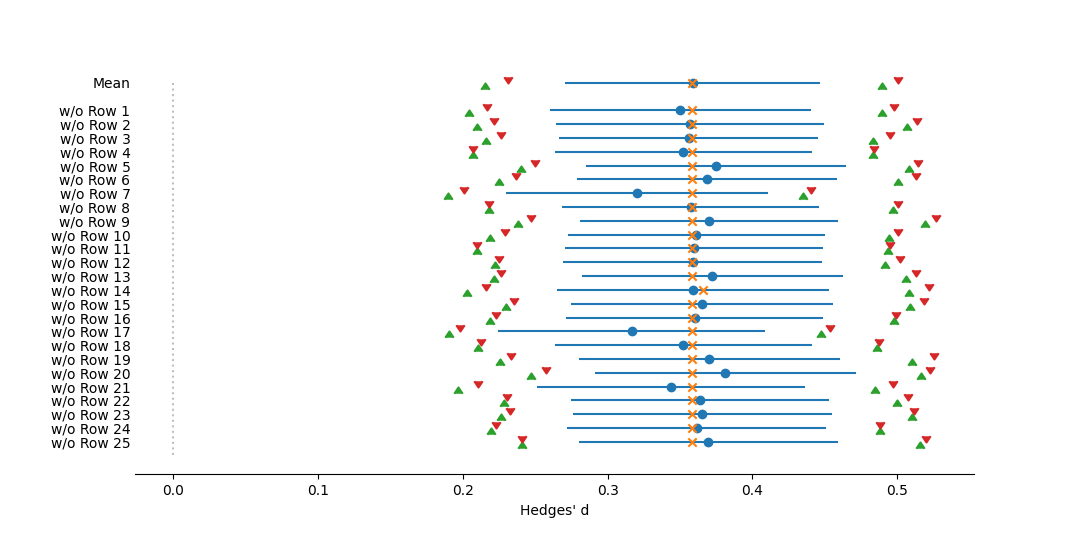 Mean
w/o Row 1
w/o Row 2
w/o Row 3
w/o Row 4
w/o Row 5
w/o Row 6
w/o Row 7
w/o Row 8
w/o Row 9
w/o Row 10
w/o Row 11
w/o Row 12
w/o Row 13
w/o Row 14
w/o Row 15
w/o Row 16
w/o Row 17
w/o Row 18
w/o Row 19
w/o Row 20
w/o Row 21
w/o Row 22
w/o Row 23
w/o Row 24
w/o Row 25
0.0 0.1 0.2 0.3 0.4 0.5
Hedges' d